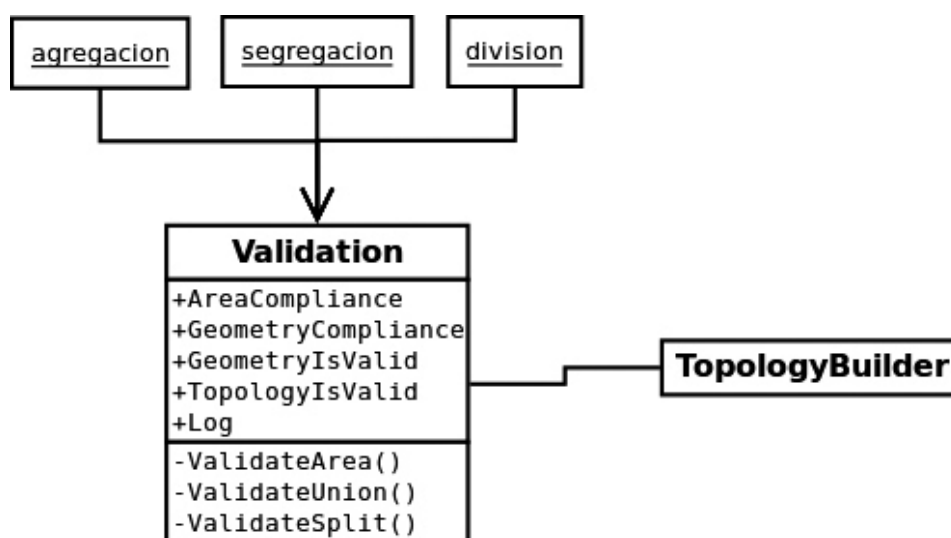 agregacion
segregacion
division
Validation
+AreaCompliance
+GeometryCompliance
+GeometryIsValid
+TopologyIsValid
+Log
TopologyBuilder
-ValidateArea()
-ValidateUnion()
-ValidateSplit()